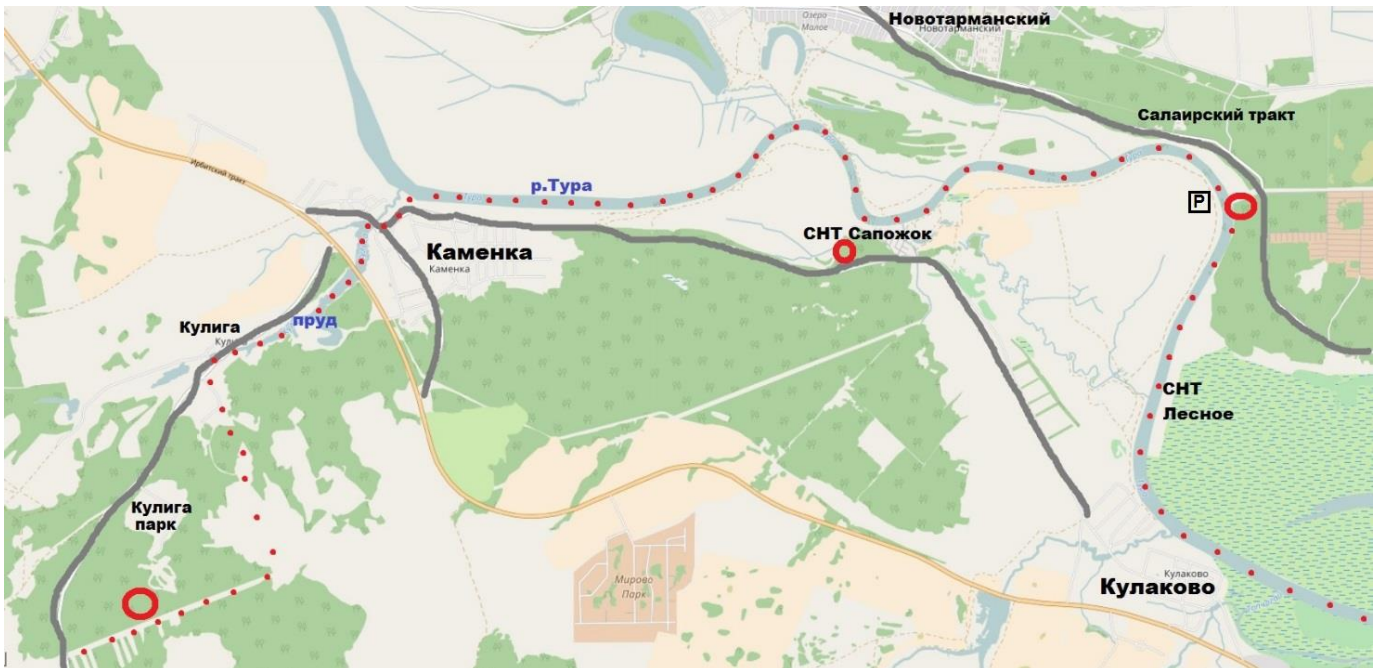 Озеро
Малое
Новотарманский
Новотарманский
Салаирский тракт
Ирбитский тракт
р.Тура
P
СНТ Сапожок
Каменка
Каменка
пруд
Кулига
СНТ
Лесное
Кулига
парк
Мирово
Парк
Кулаково
Кулаково